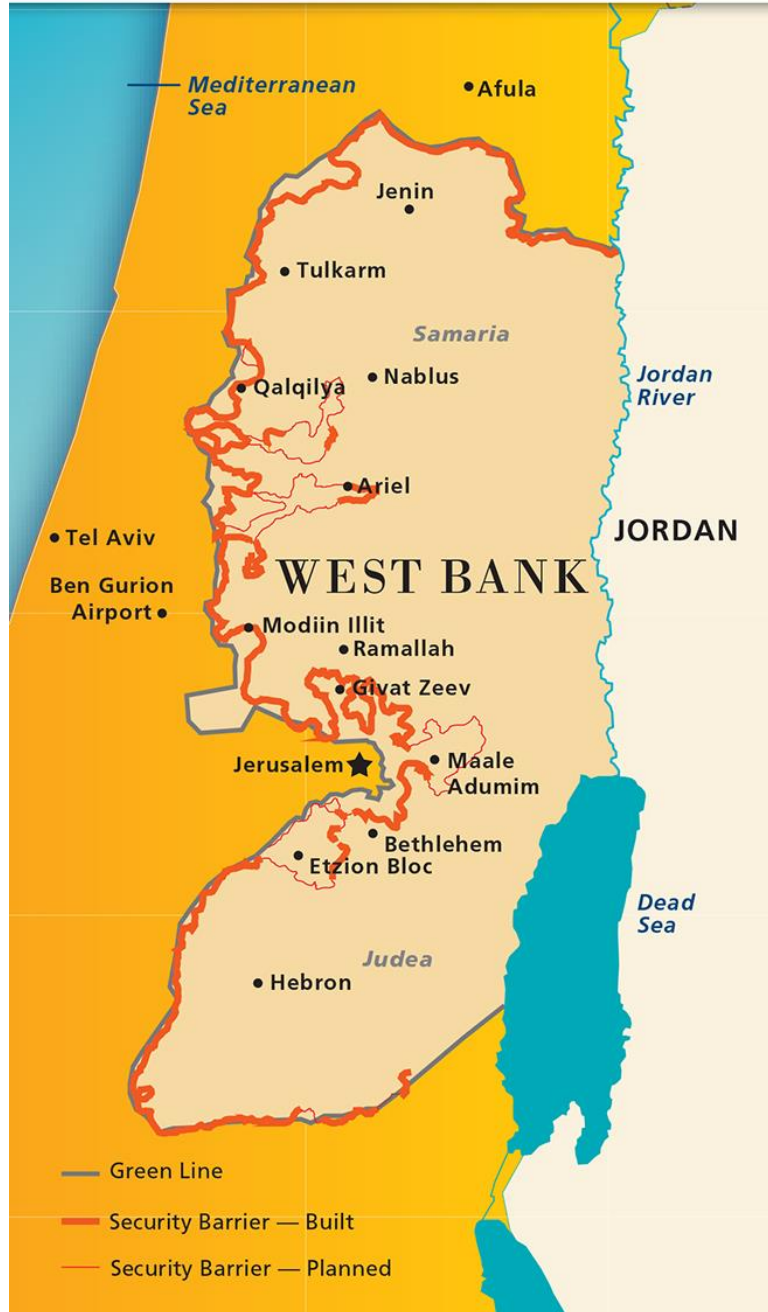 Mediterranean
Sea
Afula
Jenin
Tulkarm
Samaria
Nablus
Qalqilya
Jordan
River
Ariel
JORDAN
Tel Aviv
WEST BANK
Ben Gurion
Airport
Modiin Illit
Ramallah
Givat Zeev
Jerusalem
Maale
Adumim
Bethlehem
Etzion Bloc
Dead
Sea
Judea
Hebron
Green Line
Security Barrier — Built
Security Barrier — Planned